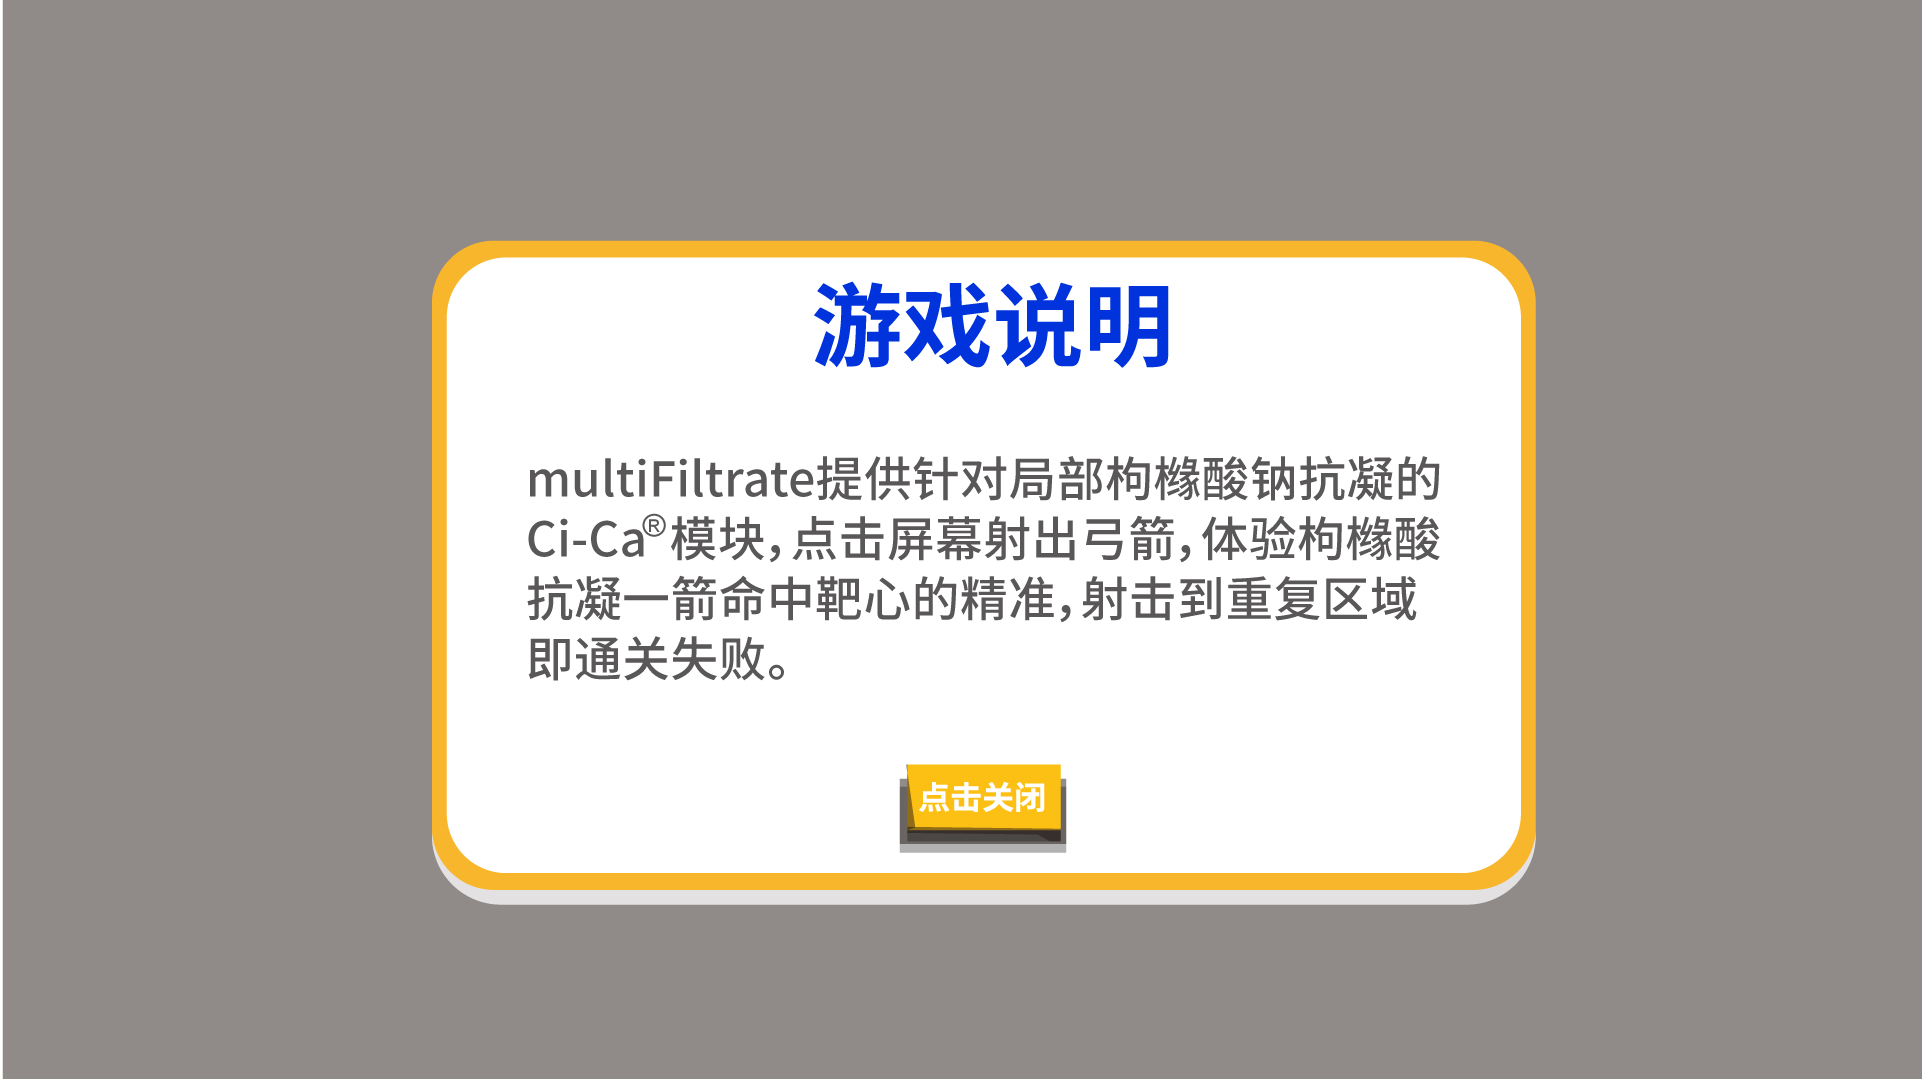 游戏说明
multiFiltrate提供针对局部枸橼酸钠抗凝的
Ci-Ca®模块，点击屏幕射出弓箭，体验枸橼酸
抗凝一箭命中靶心的精准，射击到重复区域
即通关失败。
点击关闭